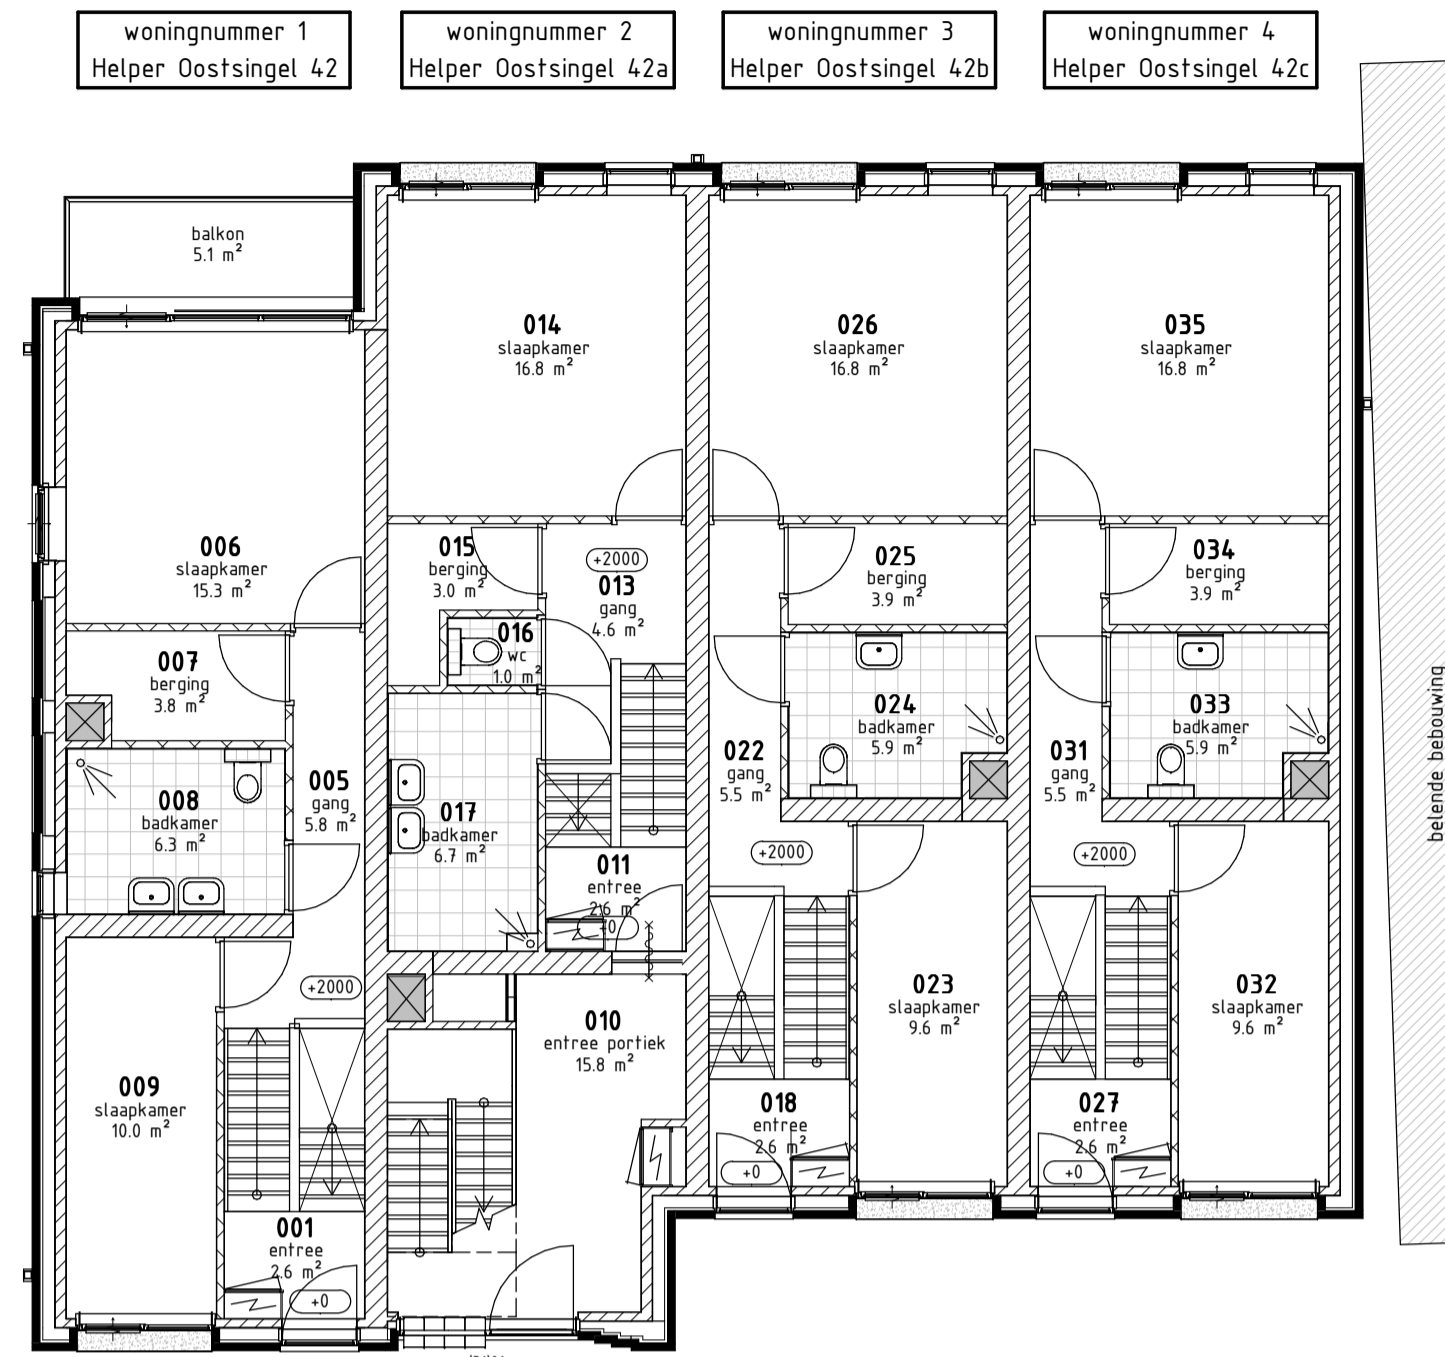 woningnummer 1
Helper Oostsingel 42
woningnummer 2
Helper Oostsingel 42a
woningnummer 3
Helper Oostsingel 42b
woningnummer 4
Helper Oostsingel 42c
balkon
5.1 m²
014
slaapkamer
16.8 m²
026
slaapkamer
16.8 m²
035
slaapkamer
16.8 m²
006
slaapkamer
15.3 m²
015
berging
3.0 m²
+2000
013
gang
4.6 m²
025
berging
3.9 m²
034
berging
3.9 m²
016
wc
1.0 m²
007
berging
3.8 m²
024
badkamer
5.9 m²
033
badkamer
5.9 m²
022
gang
5.5 m²
031
gang
5.5 m²
belende bebouwing
005
gang
5.8 m²
008
badkamer
6.3 m²
017
badkamer
6.7 m²
011
entree
2.6 m²
+0
+2000
+2000
+2000
023
slaapkamer
9.6 m²
032
slaapkamer
9.6 m²
010
entree portiek
15.8 m²
009
slaapkamer
10.0 m²
018
entree
2.6 m²
+0
027
entree
2.6 m²
+0
001
entree
2.6 m²
+0